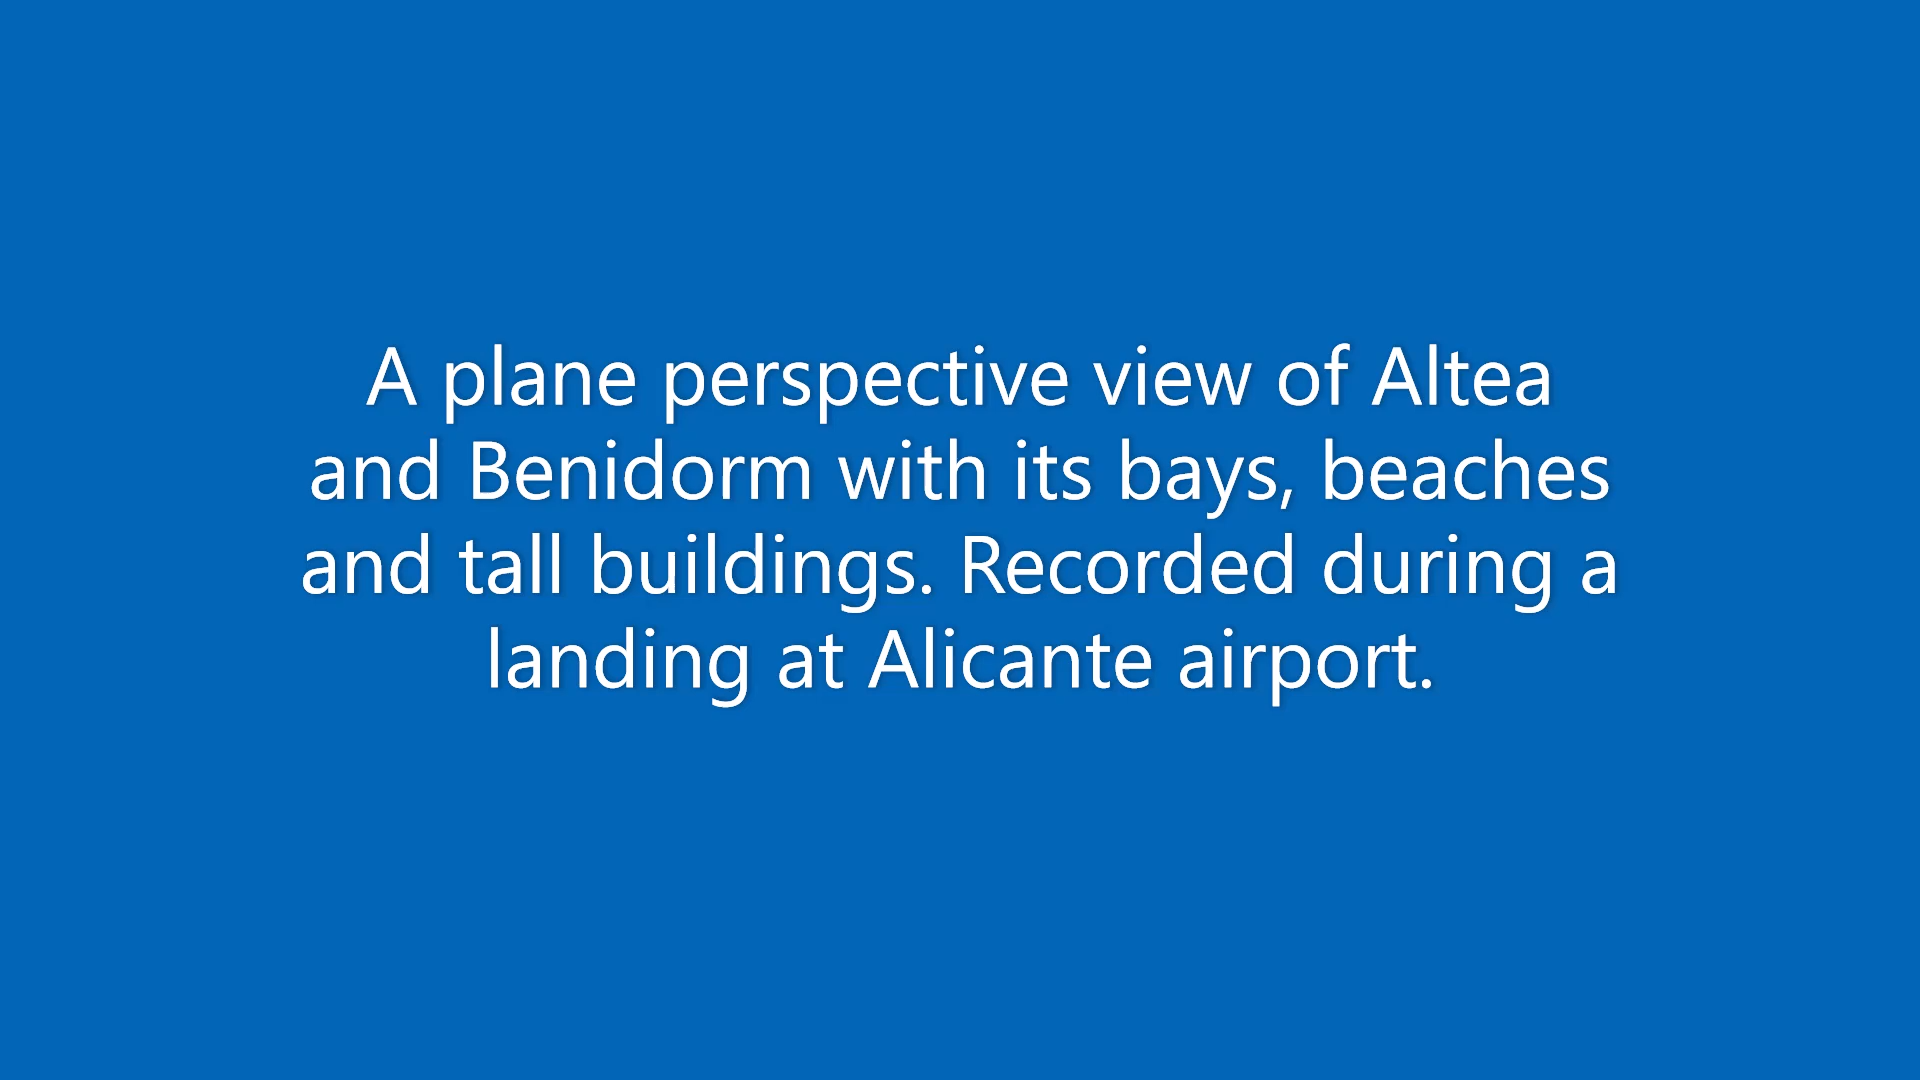 A plane perspective view of Altea
and Benidorm with its bays, beaches
and tall buildings. Recorded during a
landing at Alicante airport.